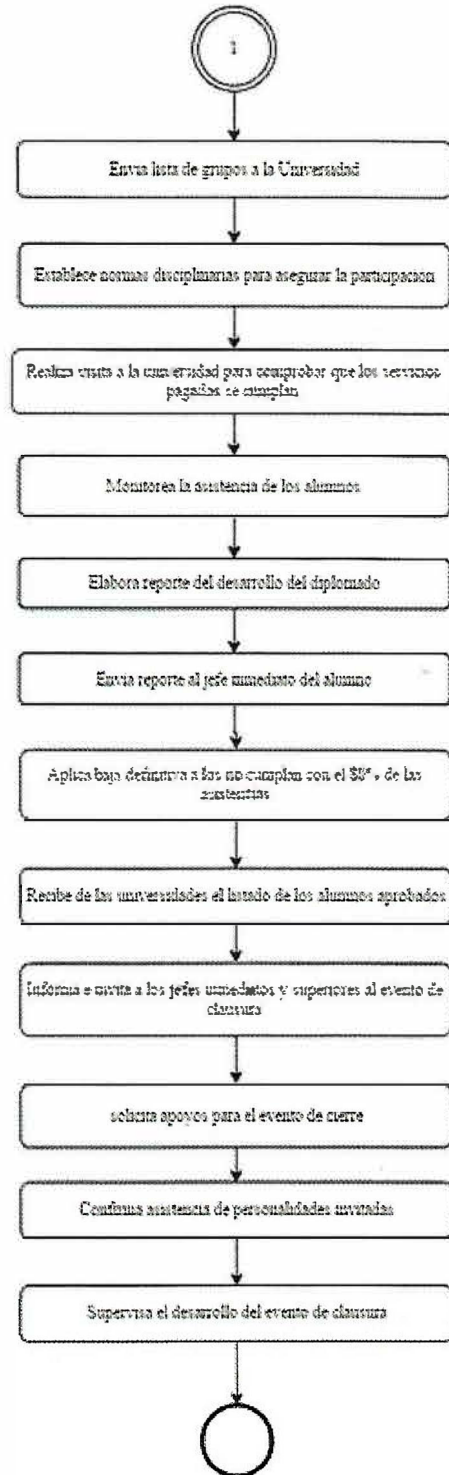 1
Envia lista de grupos a la Universidad
Establece normas disciplinarias para asegurar la participacion
Realiza visita a la universidad para comprobar que los servicios
pagados se cumplan
Monitorea la asistencia de los alumnos
Elabora reporte del desarrollo del diplomado
Envia reporte al jefe inmediato del alumno
Aplica baja definitiva a los no cumplan con el de las
asistencias
Recibe de las universidades el listado de los alumnos aprobados
Informa e invita a los jefes inmediatos y superiores al evento de
clausura
solicita apoyos para el evento de cierre
Confirma asistencia de personalidades invitadas
Supervisa el desarrollo del evento de clausura